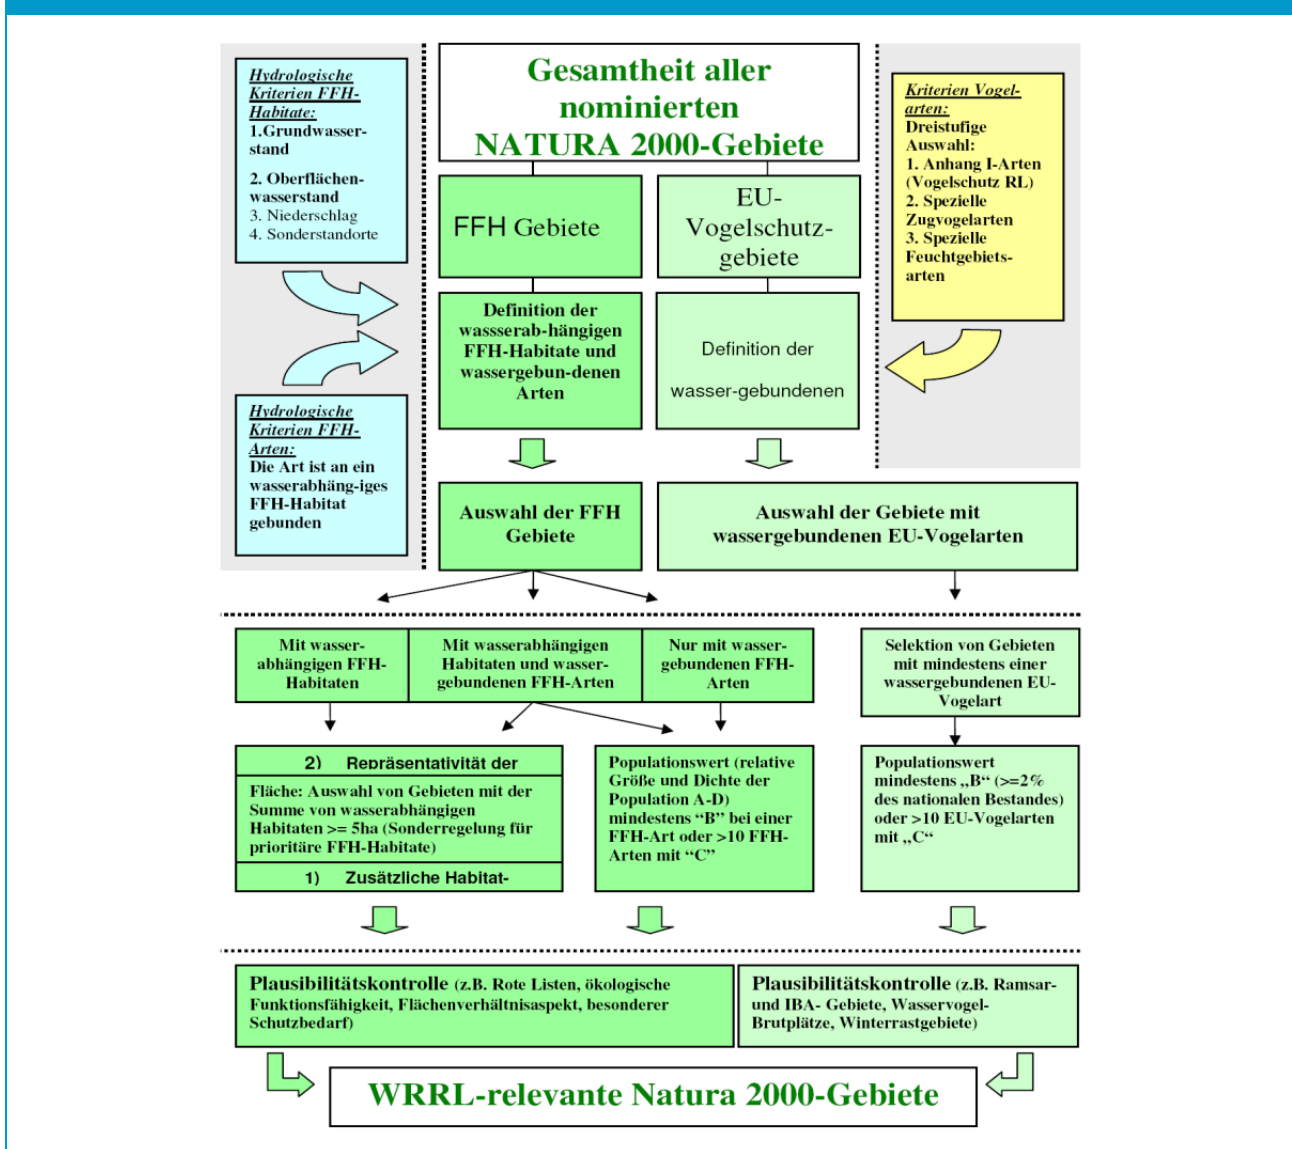 Gesamtheit aller
nominierten
NATURA 2000-Gebiete
Hydrologische
Kriterien FFH-
Habitate:
1.Grundwasser-
stand
2. Oberflächen-
wasserstand
3. Niederschlag
4. Sonderstandorte
Kriterien Vogel-
arten:
Dreistufige
Auswahl:
1. Anhang I-Arten
(Vogelschutz RL)
2. Spezielle
Zugvogelarten
3. Spezielle
Feuchtgebiets-
arten
FFH Gebiete
EU-
Vogelschutz-
gebiete
Definition der
wassserab-hängigen
FFH-Habitate und
wassergebun-denen
Arten
Definition der
wasser-gebundenen
Hydrologische
Kriterien FFH-
Arten:
Die Art ist an ein
wasserabhäng-iges
FFH-Habitat
gebunden
Auswahl der FFH
Gebiete
Auswahl der Gebiete mit
wassergebundenen EU-Vogelarten
Mit wasser-
abhängigen FFH-
Habitaten
Mit wasserabhängigen
Habitaten und wasser-
gebundenen FFH-Arten
Nur mit wasser-
gebundenen FFH-
Arten
Selektion von Gebieten
mit mindestens einer
wassergebundenen EU-
Vogelart
2) Repräsentativität der
Fläche: Auswahl von Gebieten mit der
Summe von wasserabhängigen
Habitaten >= 5ha (Sonderregelung für
prioritäre FFH-Habitate)
1) Zusätzliche Habitat-
Populationswert (relative
Größe und Dichte der
Population A-D)
mindestens “B” bei einer
FFH-Art oder >10 FFH-
Arten mit “C”
Populationswert
mindestens „B“ (>=2%
des nationalen Bestandes)
oder >10 EU-Vogelarten
mit „C“
Plausibilitätskontrolle (z.B. Rote Listen, ökologische
Funktionsfähigkeit, Flächenverhältnisaspekt, besonderer
Schutzbedarf)
Plausibilitätskontrolle (z.B. Ramsar-
und IBA- Gebiete, Wasservogel-
Brutplätze, Winterrastgebiete)
WRRL-relevante Natura 2000-Gebiete